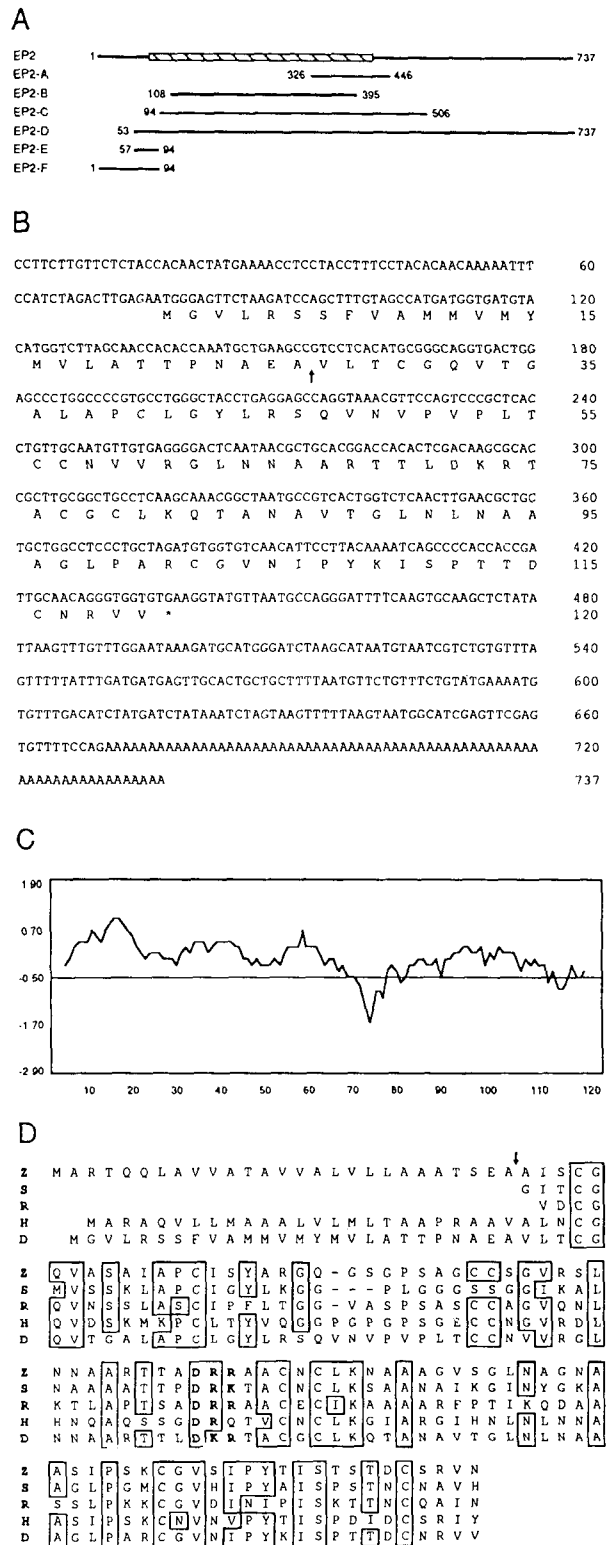 A
EP2 1 737
EP2-A 326 446
EP2-B 108 395
EP2-C 94 506
EP2-D 53 737
EP2-E 57 94
EP2-F 1 94
B
CCTTCTTGTTCTCTACCACAACTATGAAAACCTCCTACCTTTCCTACACAACAAAAATTT 60
CCATCTAGACTTGAGAATGGGAGTTCTAAGATCCAGCTTTGTAGCCATGATGGTGATGTA 120
M G V L R S S F V A M M V M Y 15
CATGGTCTTAGCAACCACACCAAATGCTGAAGCCGTCCTCACATGCGGGCAGGTGACTGG 180
M V L A T T P N A E A V L T C G Q V T G 35
AGCCCTGGCCCCGTGCCTGGGCTACCTGAGGAGCCAGGTAAACGTTCCAGTCCCGCTCAC 240
A L A P C L G Y L R S Q V N V P V P L T 55
CTGTTGCAATGTTGTGAGGGGACTCAATAACGCTGCACGGACCACACTCGACAAGCGCAC 300
C C N V V R G L N N A A R T T L D K R T 75
CGCTTGCGGCTGCCTCAAGCAAACGGCTAATGCCGTCACTGGTCTCAACTTGAACGCTGC 360
A C G C L K Q T A N A V T G L N L N A A 95
TGCTGGCCTCCCTGCTAGATGTGGTGTCAACATTCCTTACAAAATCAGCCCCACCACCGA 420
A G L P A R C G V N I P Y K I S P T T D 115
TTGCAACAGGGTGGTGTGAAGGTATGTTAATGCCAGGGATTTTCAAGTGCAAGCTCTATA 480
C N R V V * 120
TTAAGTTTGTTTGGAATAAAGATGCATGGGATCTAAGCATAATGTAATCGTCTGTGTTTA 540
GTTTTTATTTGATGATGAGTTGCACTGCTGCTTTTAATGTTCTGTTTCTGTATGAAAATG 600
TGTTTGACATCTATGATCTATAAATCTAGTAAGTTTTTAAGTAATGGCATCGAGTTCGAG 660
TGTTTTCCAGAAAAAAAAAAAAAAAAAAAAAAAAAAAAAAAAAAAAAAAAAAAAAAAAAA 720
AAAAAAAAAAAAAAAAA 737
C
1 90
0.70
-0 50
-1 70
-2 90
10 20 30 40 50 60 70 80 90 100 110 120
D
Z M A R T Q Q L A V V A T A V V A L V L L A A A T S E A A I S C G
S G I T C G
R V D C G
H M A R A Q V L L M A A A L V L M L T A A P R A A V A L N C G
D M G V L R S S F V A M M V M Y M V L A T T P N A E A V L T C G
Z Q V A S A I A P C I S Y A R G Q - G S G P S A G C C S G V R S L
S M V S S K L A P C I G Y L K G G - - - P L G G G S S G G I K A L
R Q V N S S L A S C I P F L T G G - V A S P S A S C C A G V Q N L
H Q V D S K M K P C L T Y V Q G G P G P G P S G E C C N G V R D L
D Q V T G A L A P C L G Y L R S Q V N V P V P L T C C N V V R G L
Z N N A A R T T A D R R A A C N C L K N A A A G V S G L N A G N A
S N A A A A T T P D R K T A C N C L K S A A N A I K G I N Y G K A
R K T L A P T S A D R R A A C E C I K A A A A R F P T I K Q D A A
H H N Q A Q S S G D R Q T V C N C L K G I A R G I H N L N L N N A
D N N A A R T T L D K R T A C G C L K Q T A N A V T G L N L N A A
Z A S I P S K C G V S I P Y T I S T S T D C S R V N
S A G L P G M C G V H I P Y A I S P S T N C N A V H
R S S L P K K C G V D I N I P I S K T T N C Q A I N
H A S I P S K C N V N V P Y T I S P D I D C S R I Y
D A G L P A R C G V N I P Y K I S P T T D C N R V V